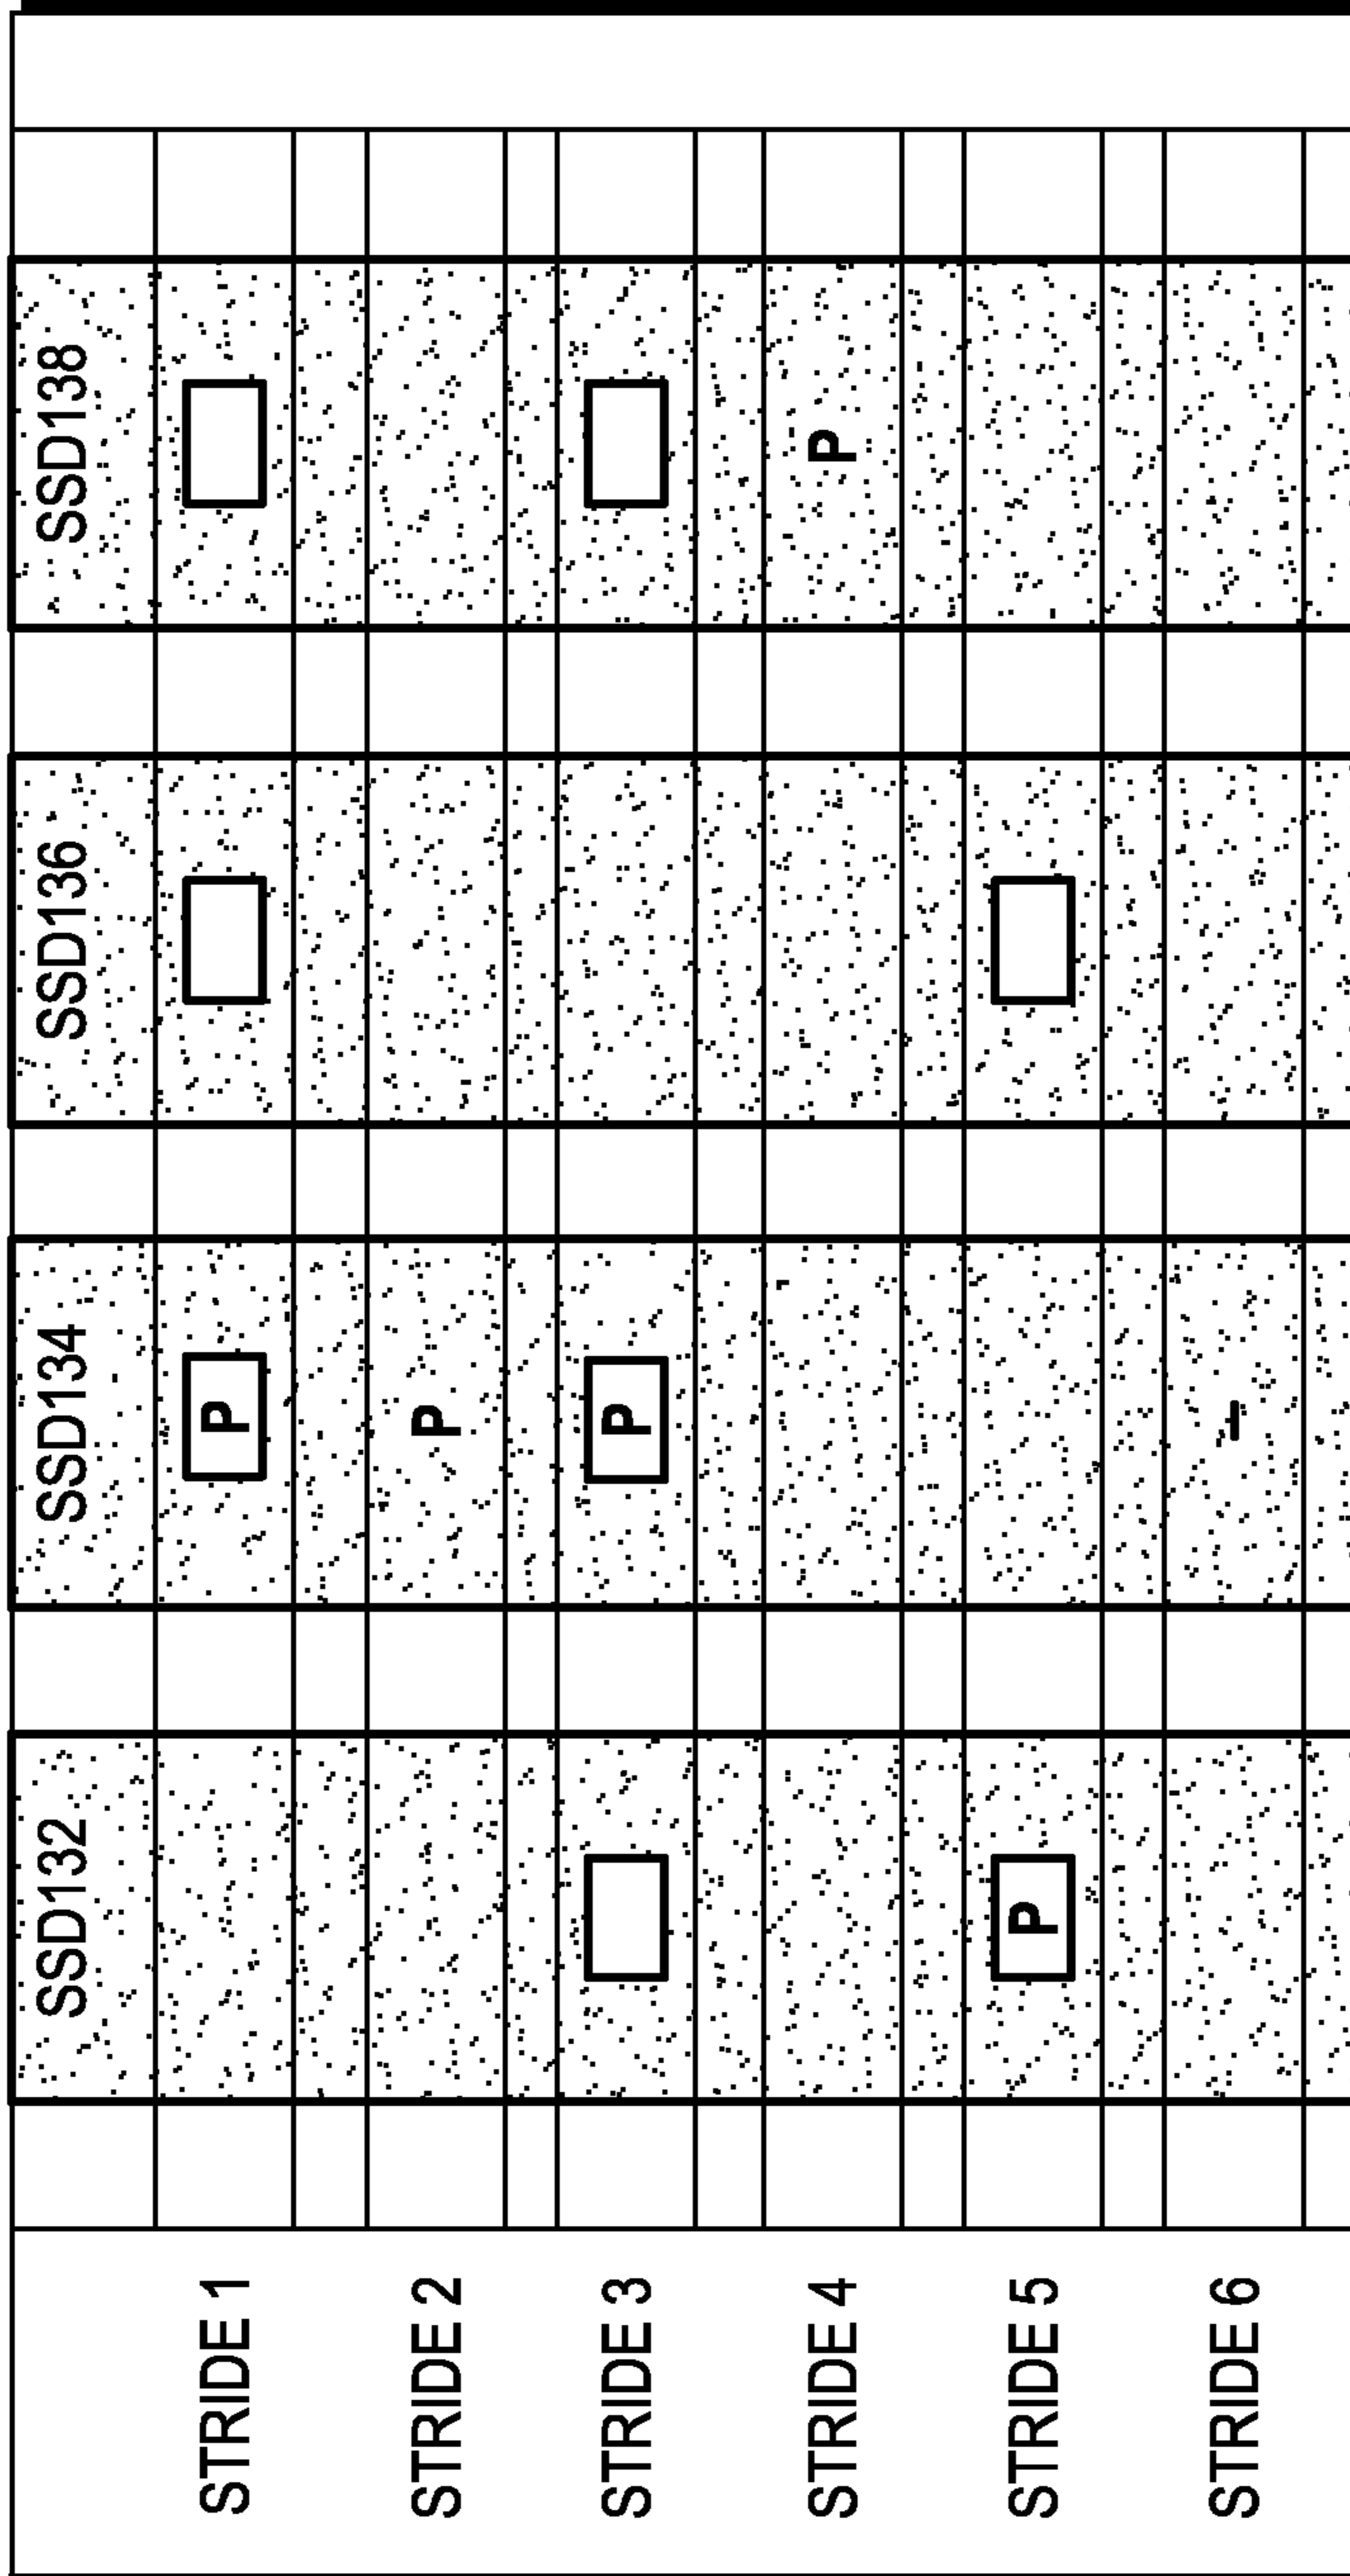 SSD132 SSD134 SSD136 SSD138
STRIDE 1 P
STRIDE 2 P
STRIDE 3 P
STRIDE 4 P
STRIDE 5 P
STRIDE 6 –